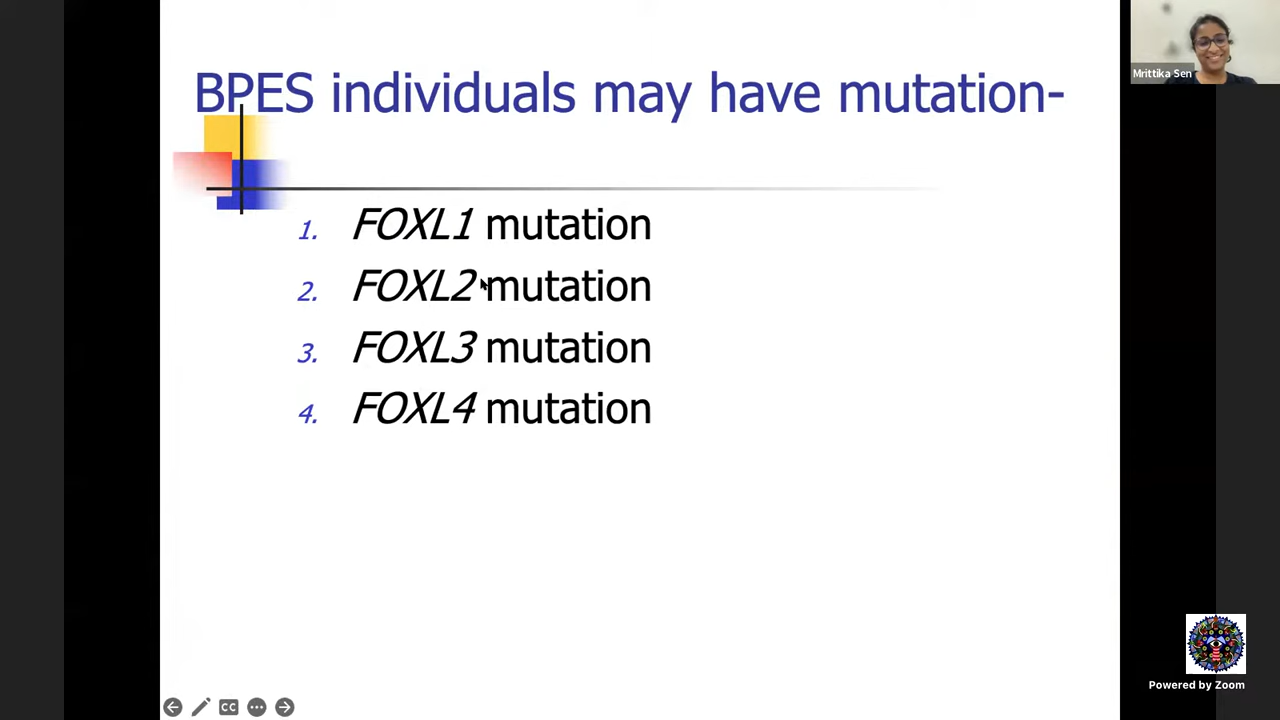 BPES individuals may have mutation-
1. FOXL1 mutation
2. FOXL2 mutation
3. FOXL3 mutation
4. FOXL4 mutation
Mrittika Sen
CC
Powered by Zoom